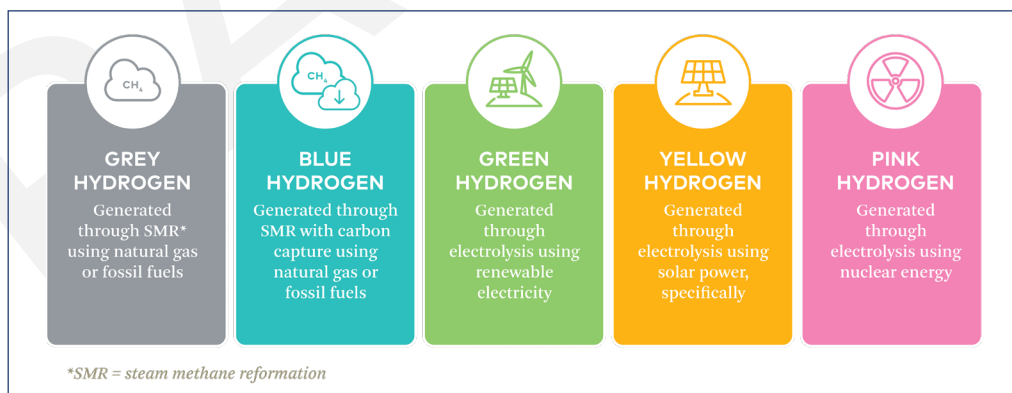 CH₄
GREY
HYDROGEN
Generated
through SMR*
using natural gas
or fossil fuels
CH₄
BLUE
HYDROGEN
Generated through
SMR with carbon
capture using
natural gas or
fossil fuels
GREEN
HYDROGEN
Generated
through
electrolysis using
renewable
electricity
YELLOW
HYDROGEN
Generated
through
electrolysis using
solar power,
specifically
PINK
HYDROGEN
Generated
through
electrolysis using
nuclear energy
*SMR = steam methane reformation